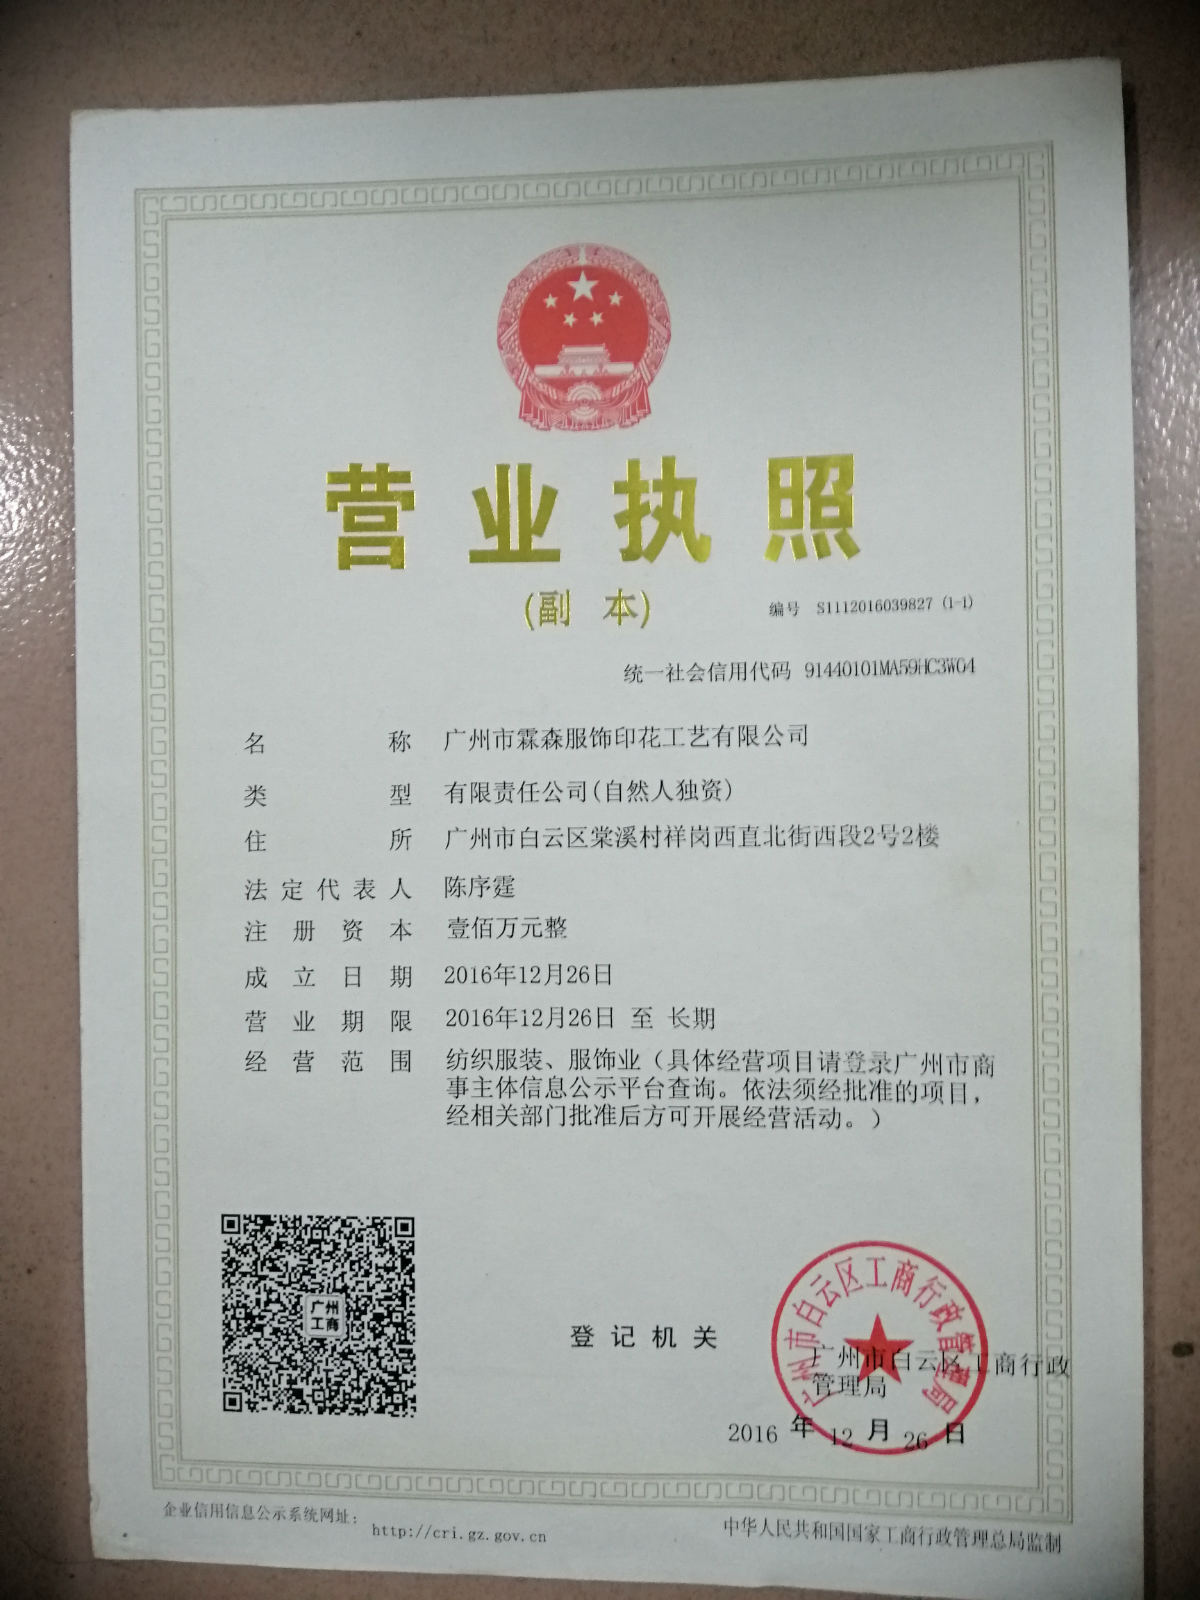 营业执照
(副本)
编号 S1112016039827 (1-1)
统一社会信用代码 91440101MA59HC3W04
名称 广州市霖森服饰印花工艺有限公司
类型 有限责任公司(自然人独资)
住所 广州市白云区棠溪村祥岗西直北街西段2号2楼
法定代表人 陈序霆
注册资本 壹佰万元整
成立日期 2016年12月26日
营业期限 2016年12月26日 至 长期
经营范围 纺织服装、服饰业（具体经营项目请登录广州市商
事主体信息公示平台查询。依法须经批准的项目，
经相关部门批准后方可开展经营活动。）
广州
工商
登记机关
广州市白云区工商行政管理局
广州市白云区工商行政
管理局
2016 年 12 月 26 日
企业信用信息公示系统网址： http://cri.gz.gov.cn
中华人民共和国国家工商行政管理总局监制